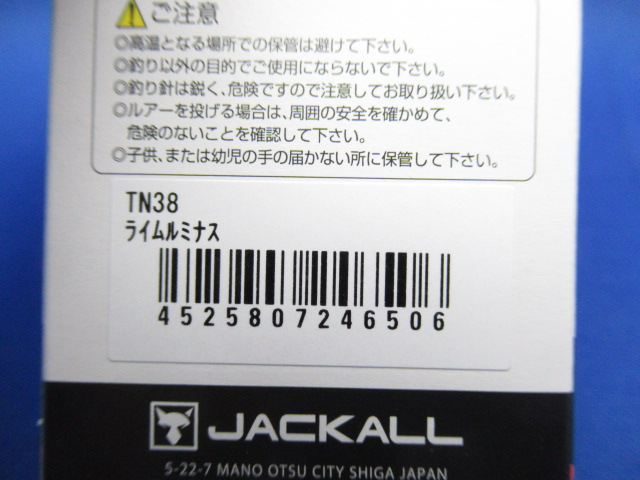 ご注意
◎高温となる場所での保管は避けて下さい。
◎釣り以外の目的でご使用にならないで下さい。
◎釣り針は鋭く、危険ですので注意してお取り扱い下さい。
◎ルアーを投げる場合は、周囲の安全を確かめて、
危険のないことを確認して下さい。
◎子供、または幼児の手の届かない所に保管して下さい。
TN38
ライムルミナス
4525807246506
JACKALL
5-22-7 MANO OTSU CITY SHIGA JAPAN